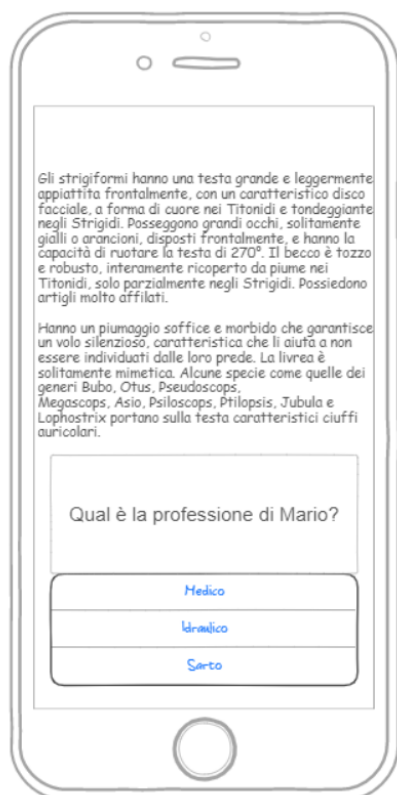 Gli strigiformi hanno una testa grande e leggermente
appiattita frontalmente, con un caratteristico disco
facciale, a forma di cuore nei Titonidi e tondeggiante
negli Strigidi. Posseggono grandi occhi, solitamente
gialli o arancioni, disposti frontalmente, e hanno la
capacità di ruotare la testa di 270°. Il becco è tozzo
e robusto, interamente ricoperto da piume nei
Titonidi, solo parzialmente negli Strigidi. Possiedono
artigli molto affilati.
Hanno un piumaggio soffice e morbido che garantisce
un volo silenzioso, caratteristica che li aiuta a non
essere individuati dalle loro prede. La livrea è
solitamente mimetica. Alcune specie come quelle dei
generi Bubo, Otus, Pseudoscops,
Megascops, Asio, Psiloscops, Ptilopsis, Jubula e
Lophostrix portano sulla testa caratteristici ciuffi
auricolari.
Qual è la professione di Mario?
Medico
Idraulico
Sarto